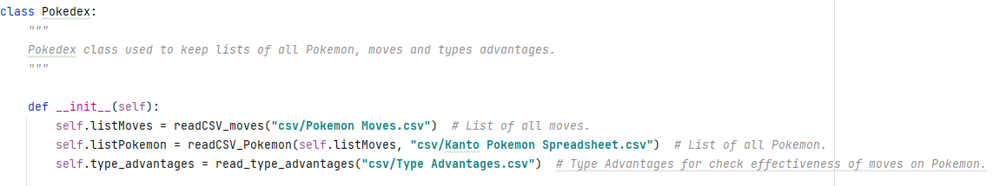 class Pokedex:
    """
    Pokedex class used to keep lists of all Pokemon, moves and types advantages.
    """
    def __init__(self):
        self.listMoves = readCSV_moves("csv/Pokemon Moves.csv")  # List of all moves.
        self.listPokemon = readCSV_Pokemon(self.listMoves, "csv/Kanto Pokemon Spreadsheet.csv")  # List of all Pokemon.
        self.type_advantages = read_type_advantages("csv/Type Advantages.csv")  # Type Advantages for check effectiveness of moves on Pokemon.